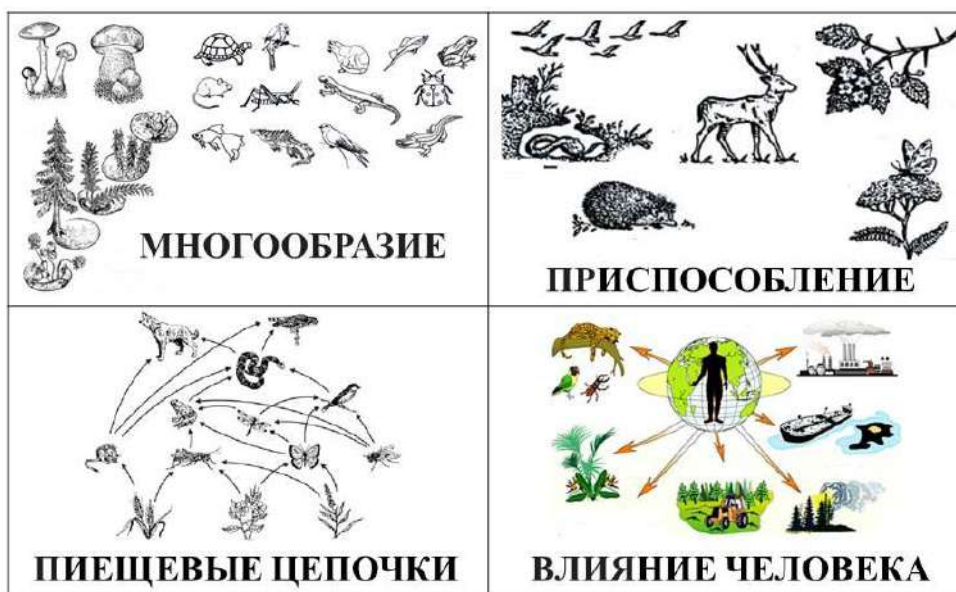 МНОГООБРАЗИЕ
ПРИСПОСОБЛЕНИЕ
ПИЕЩЕВЫЕ ЦЕПОЧКИ
ВЛИЯНИЕ ЧЕЛОВЕКА